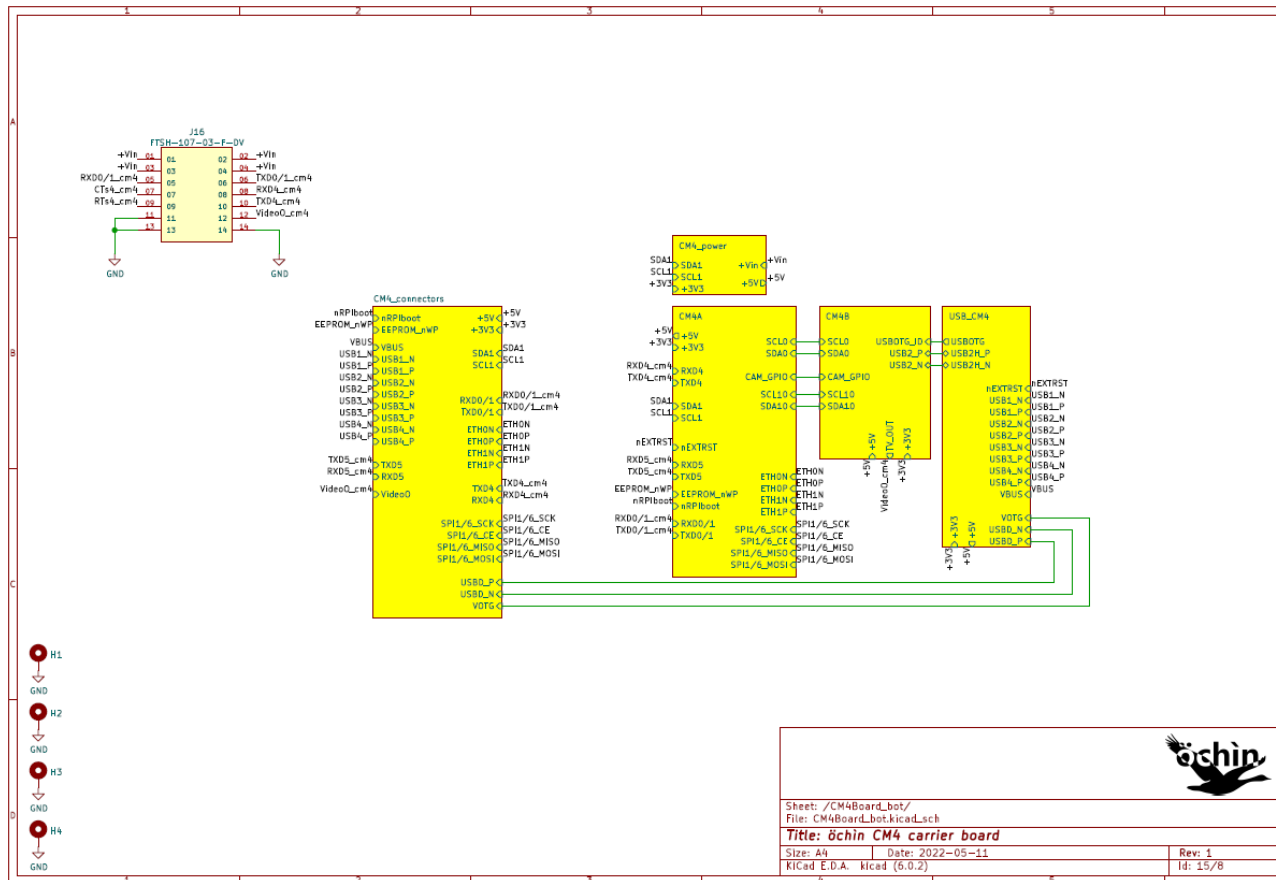 1 2 3 4 5
A
B
C
D
J16
FTSH-107-03-F-DV
+Vin 01 01 02 02 +Vin
+Vin 03 03 04 04 +Vin
RXD0/1_cm4 05 05 06 06 TXD0/1_cm4
CTs4_cm4 07 07 08 08 RXD4_cm4
RTs4_cm4 09 09 10 10 TXD4_cm4
11 11 12 12 Video0_cm4
13 13 14 14
GND GND
CM4_connectors
nRPIboot nRPIboot +5V +5V
EEPROM_nWP EEPROM_nWP +3V3 +3V3
VBUS VBUS SDA1 SDA1
USB1_N USB1_N SCL1 SCL1
USB1_P USB1_P
USB2_N USB2_N
USB2_P USB2_P
USB3_N USB3_N RXD0/1 RXD0/1_cm4
USB3_P USB3_P TXD0/1 TXD0/1_cm4
USB4_N USB4_N ETH0N ETH0N
USB4_P USB4_P ETH0P ETH0P
ETH1N ETH1N
TXD5_cm4 TXD5 ETH1P ETH1P
RXD5_cm4 RXD5
Video0_cm4 Video0 TXD4 TXD4_cm4
RXD4 RXD4_cm4
SPI1/6_SCK SPI1/6_SCK
SPI1/6_CE SPI1/6_CE
SPI1/6_MISO SPI1/6_MISO
SPI1/6_MOSI SPI1/6_MOSI
USBD_P
USBD_N
VOTG
CM4_power
SDA1 SDA1 +Vin +Vin
SCL1 SCL1
+3V3 +3V3 +5V +5V
CM4A
+5V +5V
+3V3 +3V3
RXD4_cm4 RXD4
TXD4_cm4 TXD4
SDA1 SDA1
SCL1 SCL1
nEXTRST nEXTRST
RXD5_cm4 RXD5
TXD5_cm4 TXD5
EEPROM_nWP EEPROM_nWP
nRPIboot nRPIboot
RXD0/1_cm4 RXD0/1
TXD0/1_cm4 TXD0/1
SCL0
SDA0
CAM_GPIO
SCL10
SDA10
ETH0N ETH0N
ETH0P ETH0P
ETH1N ETH1N
ETH1P ETH1P
SPI1/6_SCK SPI1/6_SCK
SPI1/6_CE SPI1/6_CE
SPI1/6_MISO SPI1/6_MISO
SPI1/6_MOSI SPI1/6_MOSI
CM4B
SCL0 USBOTG_ID
SDA0 USB2_P
USB2_N
CAM_GPIO
SCL10
SDA10
+5V TV_OUT +3V3
+5V Video0_cm4 +3V3
USB_CM4
USBOTG
USB2H_P
USB2H_N
nEXTRST nEXTRST
USB1_N USB1_N
USB1_P USB1_P
USB2_N USB2_N
USB2_P USB2_P
USB3_N USB3_N
USB3_P USB3_P
USB4_N USB4_N
USB4_P USB4_P
VBUS VBUS
VOTG
USBD_N
USBD_P
+3V3 +5V
+3V3 +5V
H1
GND
H2
GND
H3
GND
H4
GND
öchìn
Sheet: /CM4Board_bot/
File: CM4Board_bot.kicad_sch
Title: öchin CM4 carrier board
Size: A4 Date: 2022-05-11 Rev: 1
KiCad E.D.A. kicad (6.0.2) Id: 15/8
1 2 3 4 5